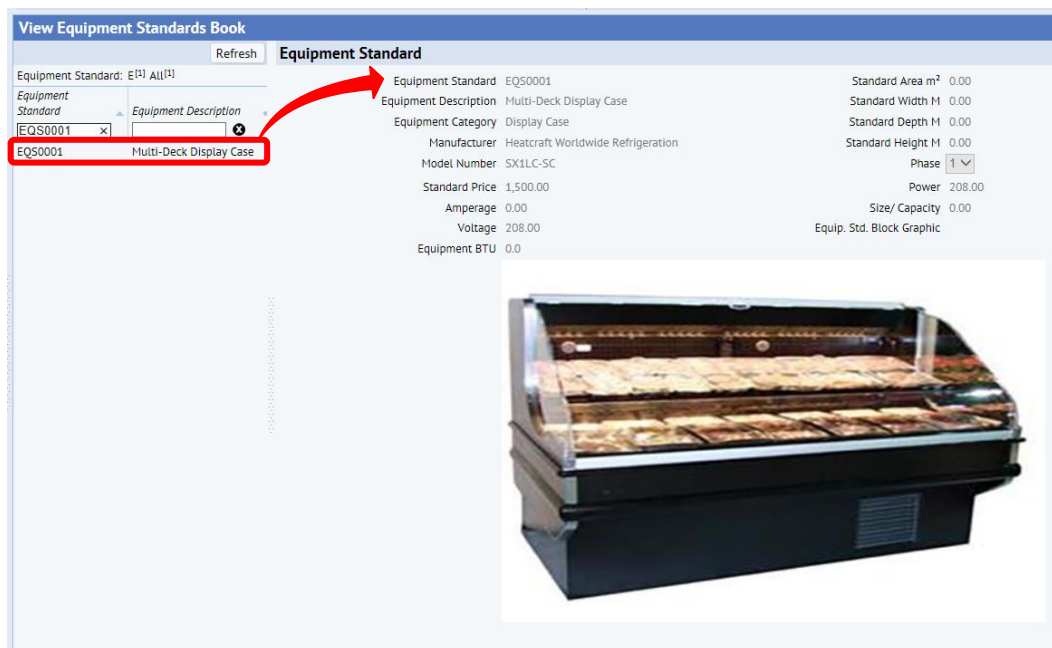 View Equipment Standards Book
Refresh
Equipment Standard: E[1] All[1]
Equipment
Standard
Equipment Description
EQS0001 ×
EQS0001 Multi-Deck Display Case
Equipment Standard
Equipment Standard EQS0001 Standard Area m² 0.00
Equipment Description Multi-Deck Display Case Standard Width M 0.00
Equipment Category Display Case Standard Depth M 0.00
Manufacturer Heatcraft Worldwide Refrigeration Standard Height M 0.00
Model Number SX1LC-SC Phase 1
Standard Price 1,500.00 Power 208.00
Amperage 0.00 Size/ Capacity 0.00
Voltage 208.00 Equip. Std. Block Graphic
Equipment BTU 0.0